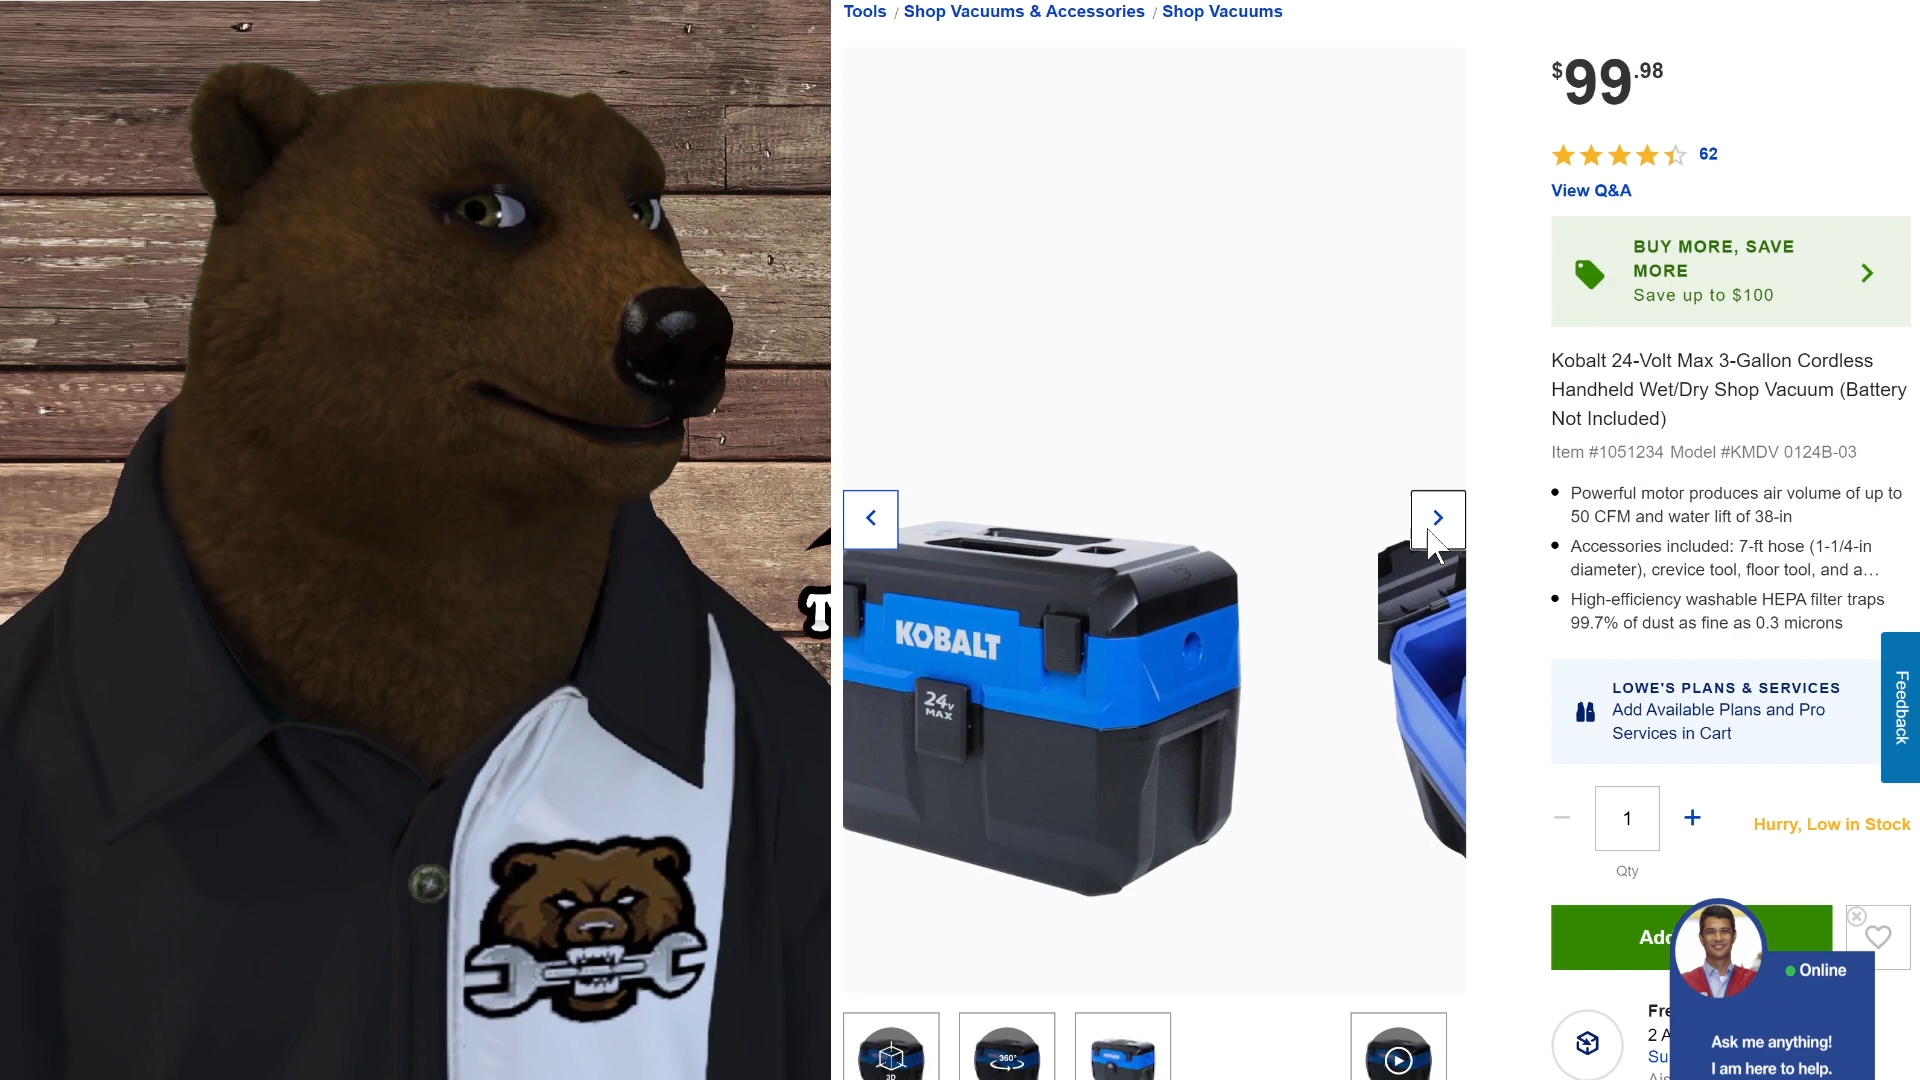 Tools / Shop Vacuums & Accessories / Shop Vacuums
$99.98
62
View Q&A
BUY MORE, SAVE
MORE
Save up to $100
Kobalt 24-Volt Max 3-Gallon Cordless
Handheld Wet/Dry Shop Vacuum (Battery
Not Included)
Item #1051234 Model #KMDV 0124B-03
Powerful motor produces air volume of up to
50 CFM and water lift of 38-in
Accessories included: 7-ft hose (1-1/4-in
diameter), crevice tool, floor tool, and a…
High-efficiency washable HEPA filter traps
99.7% of dust as fine as 0.3 microns
KOBALT
24V
MAX
Feedback
LOWE'S PLANS & SERVICES
Add Available Plans and Pro
Services in Cart
1
Hurry, Low in Stock
Qty
Add
Online
Fre
2 A
Su
Ask me anything!
I am here to help.
3D
360°
T